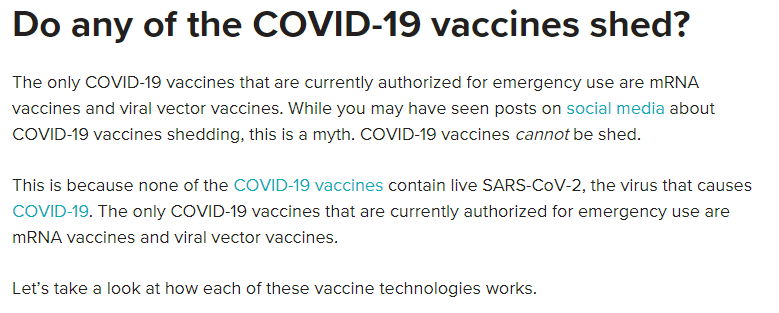 Do any of the COVID-19 vaccines shed?
The only COVID-19 vaccines that are currently authorized for emergency use are mRNA
vaccines and viral vector vaccines. While you may have seen posts on social media about
COVID-19 vaccines shedding, this is a myth. COVID-19 vaccines cannot be shed.
This is because none of the COVID-19 vaccines contain live SARS-CoV-2, the virus that causes
COVID-19. The only COVID-19 vaccines that are currently authorized for emergency use are
mRNA vaccines and viral vector vaccines.
Let’s take a look at how each of these vaccine technologies works.